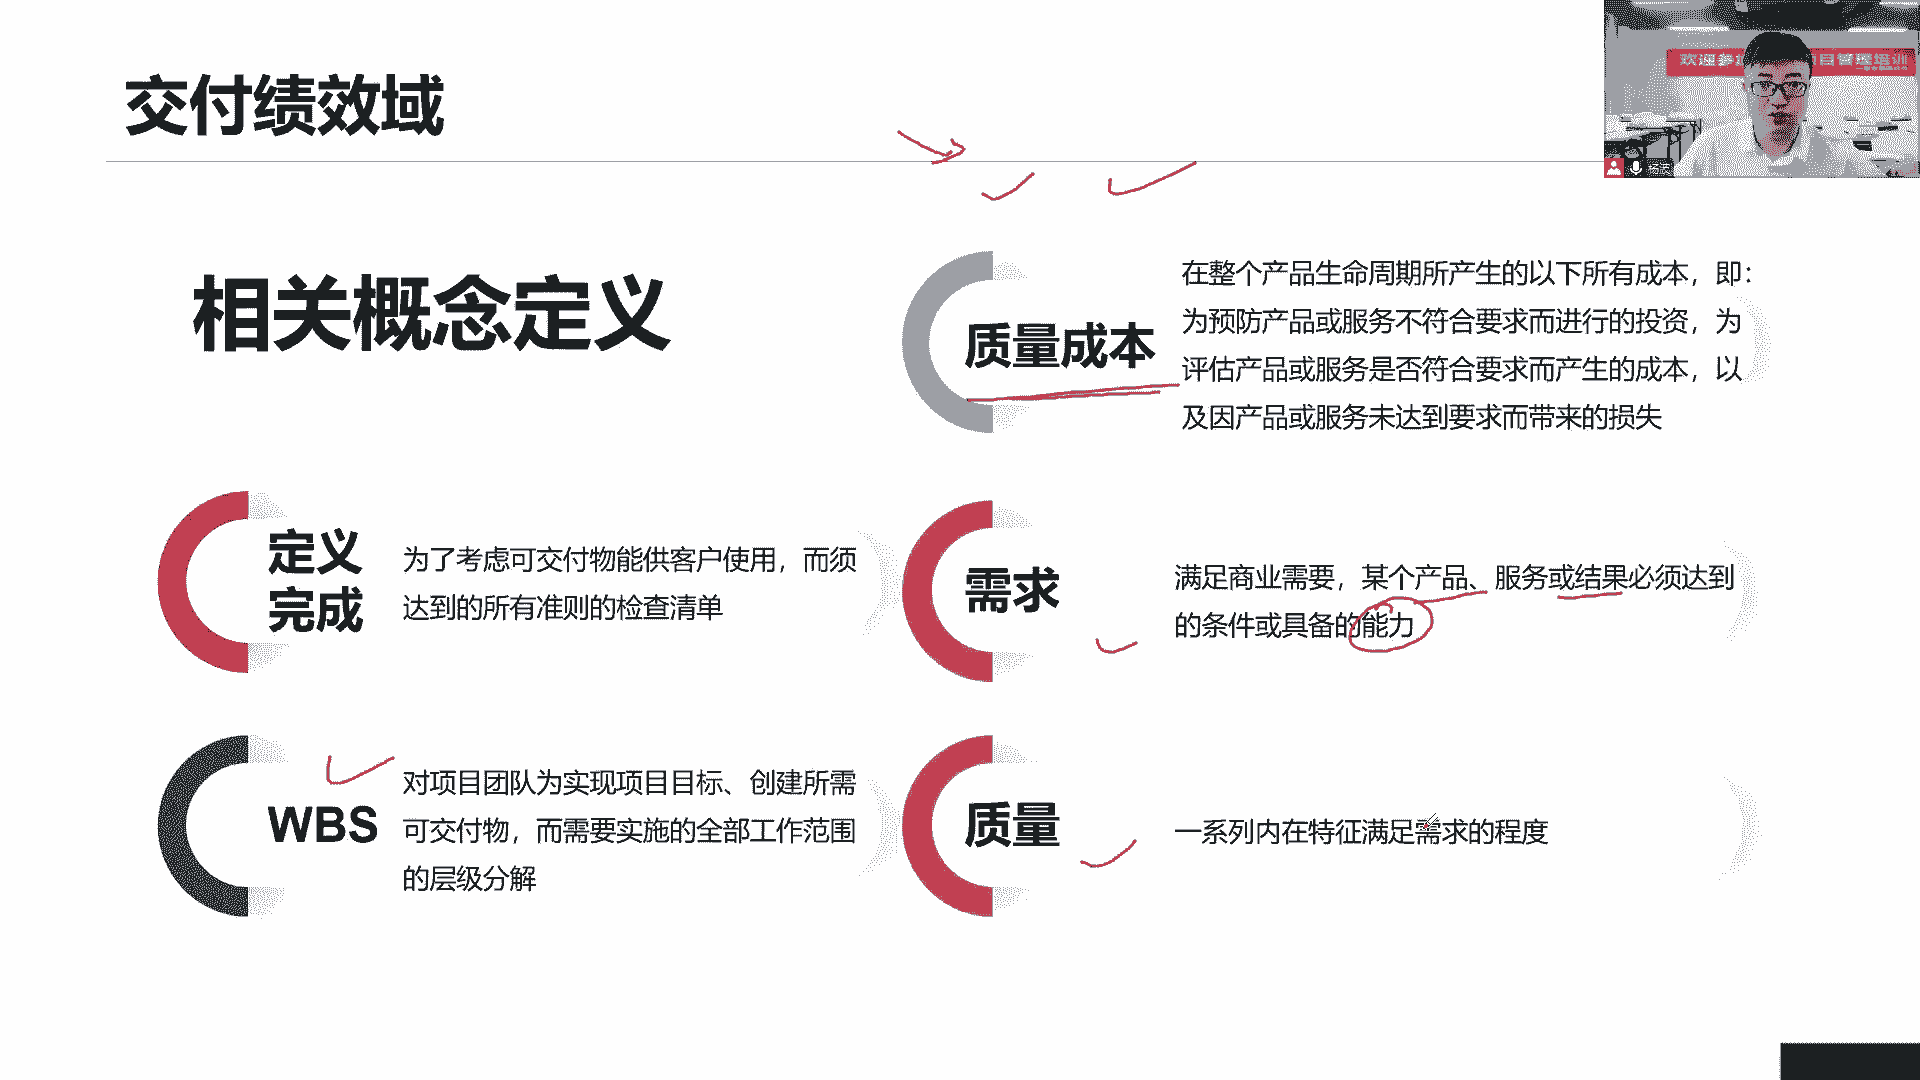 交付绩效域
相关概念定义
质量成本
在整个产品生命周期所产生的以下所有成本，即：
为预防产品或服务不符合要求而进行的投资，为
评估产品或服务是否符合要求而产生的成本，以
及因产品或服务未达到要求而带来的损失
定义
完成
为了考虑可交付物能供客户使用，而须
达到的所有准则的检查清单
需求
满足商业需要，某个产品、服务或结果必须达到
的条件或具备的能力
WBS
对项目团队为实现项目目标、创建所需
可交付物，而需要实施的全部工作范围
的层级分解
质量
一系列内在特征满足需求的程度
欢迎参
目管理培训